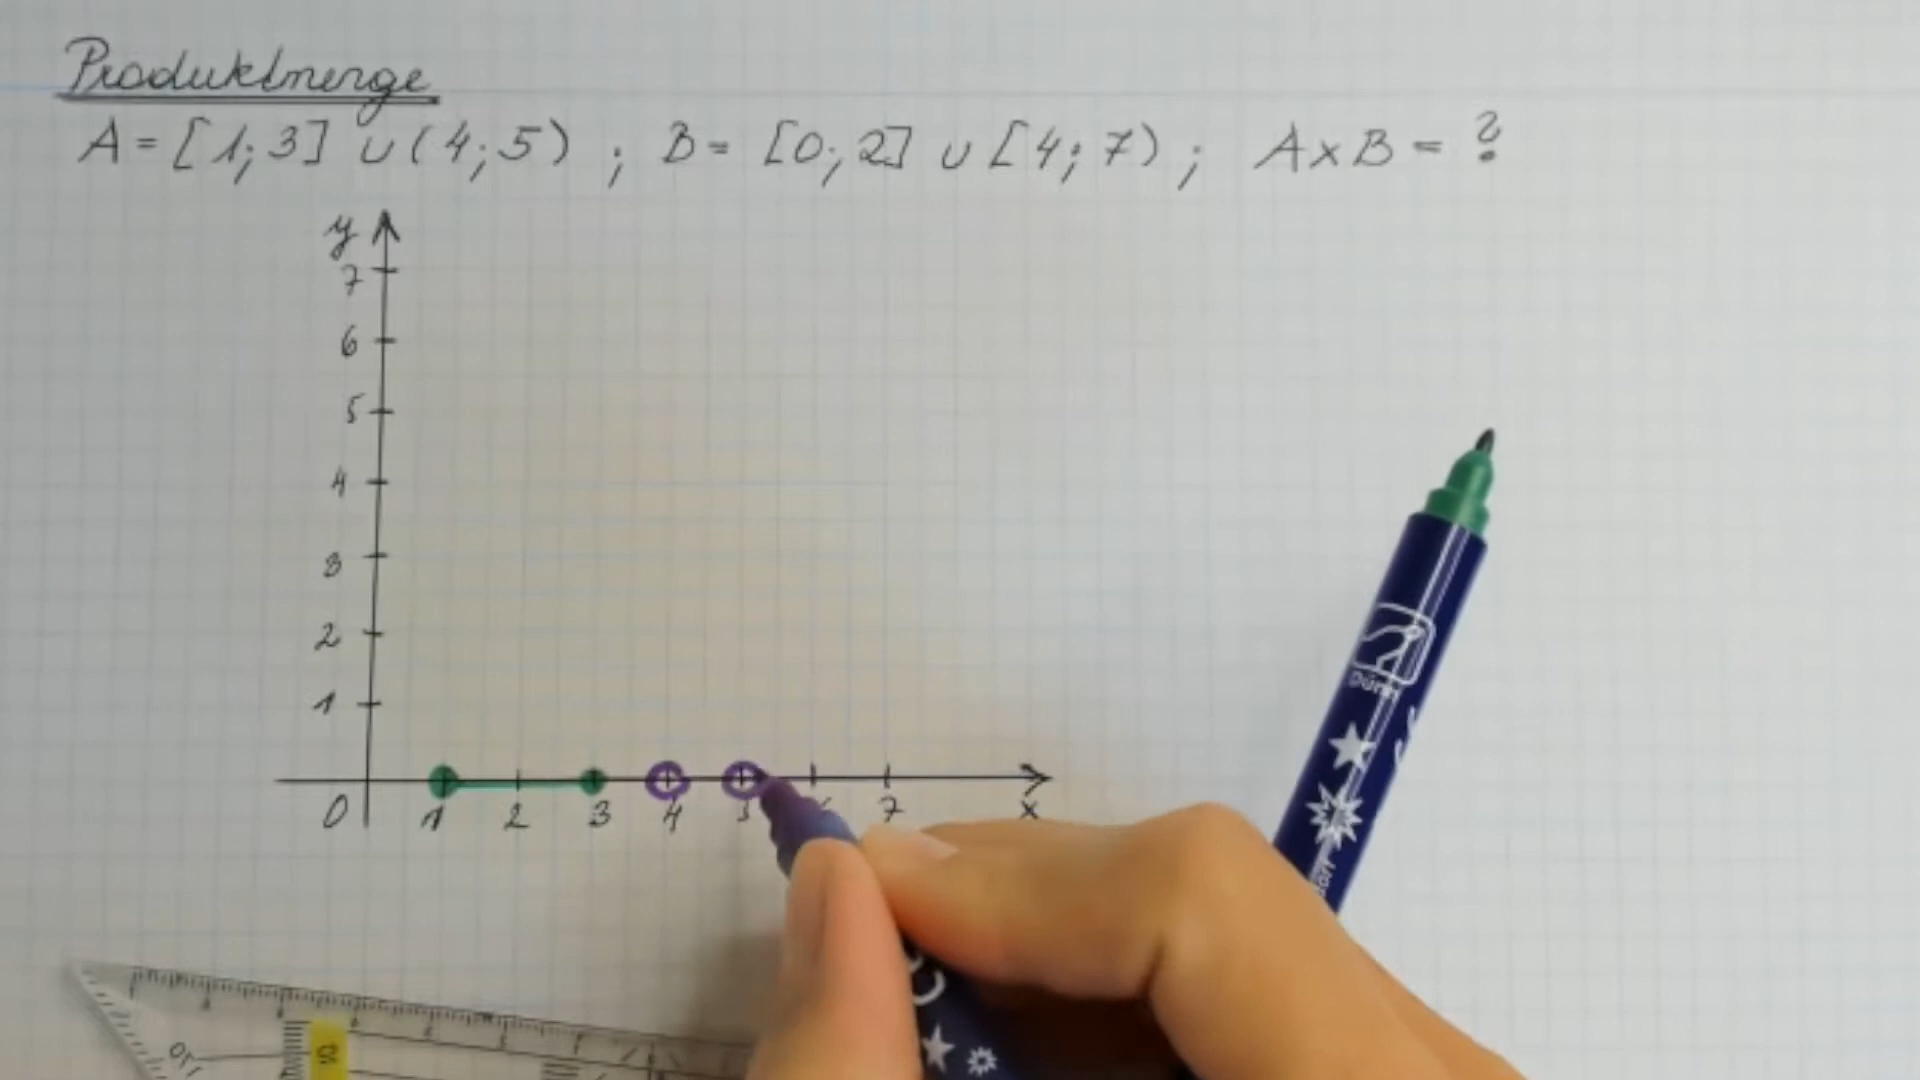 Produktmenge
A = [1; 3] ∪ (4; 5) ; B = [0; 2] ∪ [4; 7) ; A x B = ?
y
7
6
5
4
3
2
1
0 1 2 3 4 5 7 x